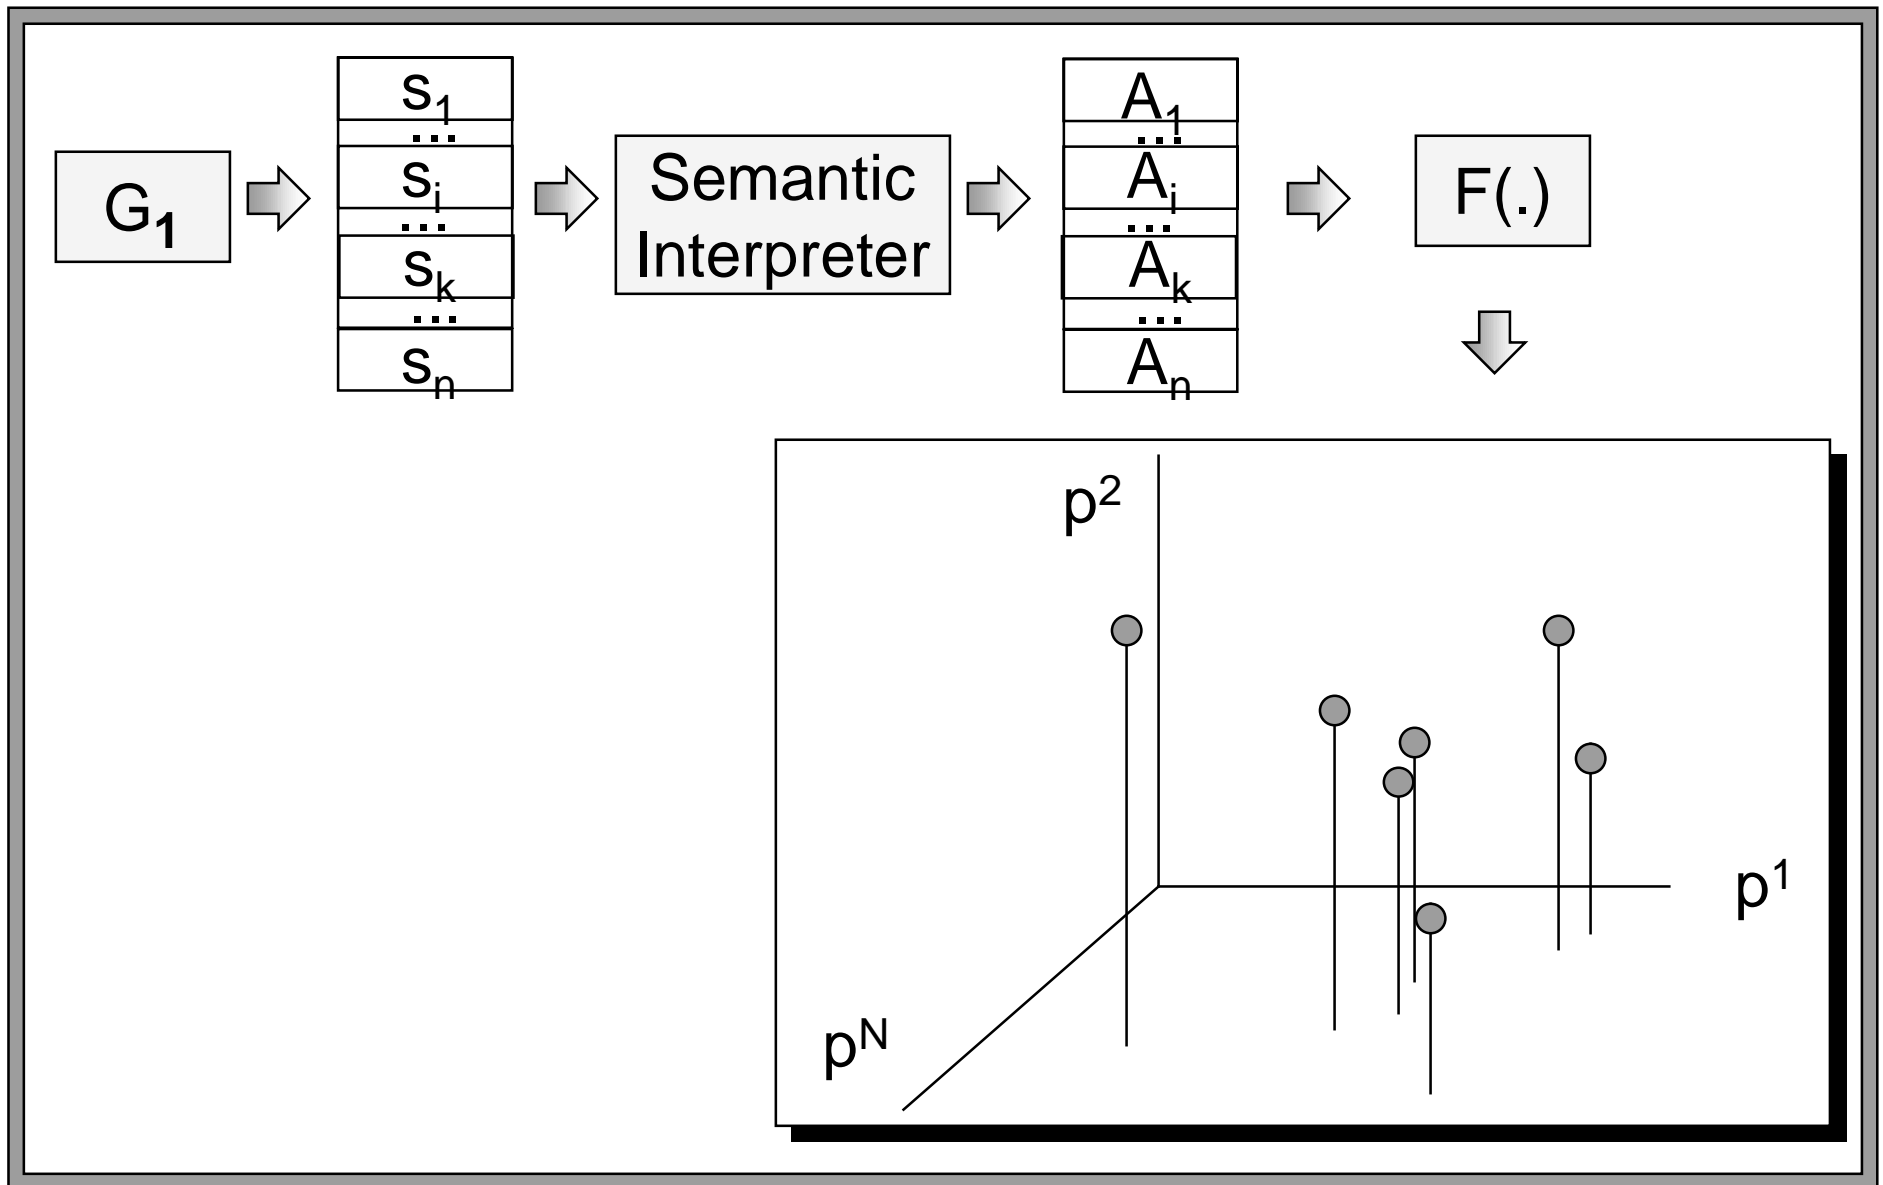 G₁
s₁
...
sᵢ
...
sₖ
...
sₙ
Semantic
Interpreter
A₁
...
Aᵢ
...
Aₖ
...
Aₙ
F(.)
p²
p¹
pᴺ